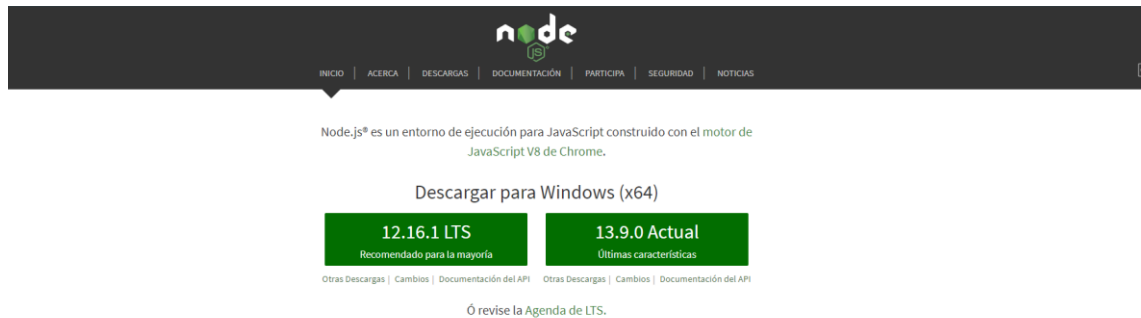 node
JS
INICIO | ACERCA | DESCARGAS | DOCUMENTACIÓN | PARTICIPA | SEGURIDAD | NOTICIAS
Node.js® es un entorno de ejecución para JavaScript construido con el motor de
JavaScript V8 de Chrome.
Descargar para Windows (x64)
12.16.1 LTS
Recomendado para la mayoría
13.9.0 Actual
Últimas características
Otras Descargas | Cambios | Documentación del API
Otras Descargas | Cambios | Documentación del API
Ó revise la Agenda de LTS.